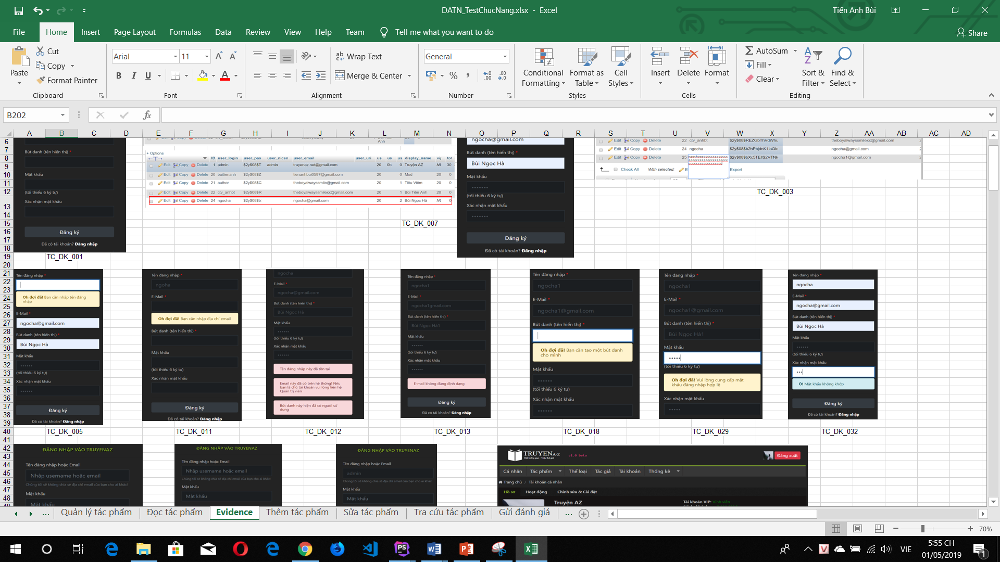 DATN_TestChucNang.xlsx - Excel
Tiến Anh Bùi
File Home Insert Page Layout Formulas Data Review View Help Team Tell me what you want to do
Share
Cut
Copy
Format Painter
Paste
Clipboard
Arial 11
B I U
Font
Wrap Text
Merge & Center
Alignment
General
Number
Conditional Formatting
Format as Table
Cell Styles
Styles
Insert Delete Format
Cells
AutoSum
Fill
Clear
Sort & Filter
Find & Select
Editing
B202
fx
A B C D E F G H I J K L M N O P Q R S T U V W X Y Z AA AB AC AD
6
7
8
9
10
11
12
13
14
15
16
17
18
19
20
21
22
23
24
25
26
27
28
29
30
31
32
33
34
35
36
37
38
39
40
41
42
43
44
45
46
47
48
Bút danh (tên hiển thị) *
Mật khẩu
(tối thiểu 6 ký tự)
Xác nhận mật khẩu
Đăng ký
Đã có tài khoản? Đăng nhập
TC_DK_001
+ Options
ID user_login user_pas user_nicen user_email user_url us us us display_name vip tot
Edit Copy Delete 1 admin $2y$08$T admin truyenaz.net@gmail.com 20 0b 0 Truyện AZ NL 30
Edit Copy Delete 20 buitienanh $2y$08$Z tienanhbui0597@gmail.com 20 0 Mod 20 0
Edit Copy Delete 21 author $2y$08$C theboyalwayssmile@gmail.com 20 1 Tiêu Viêm 20 0
Edit Copy Delete 22 ctv_anhbt $2y$08$R theboyalwayssmilexx@gmail.com 20 1 Bùi Tiến Anh 20 0
Edit Copy Delete 24 ngocha $2y$08$b ngocha@gmail.com 20 2 Bùi Ngọc Hà NL 0
TC_DK_007
ngocha@gmail.com
Bút danh (tên hiển thị) *
Bùi Ngọc Hà
Mật khẩu
(tối thiểu 6 ký tự)
Xác nhận mật khẩu
Đăng ký
Đã có tài khoản? Đăng nhập
Edit Copy Delete 22 ctv_anhbt $2y$08$REZGbThVdWhu theboyalwayssmilexx@gmail.com
Edit Copy Delete 24 ngocha $2y$08$b2hPbjdnK1laQk ngocha@gmail.com
Edit Copy Delete 25 $2y$08$bXc5TEllS2VTNk ngocha1@gmail.com
Check All With selected: E Export
TC_DK_003
Tên đăng nhập *
Oh đợi đã! Bạn cần nhập tên đăng nhập
E-Mail *
ngocha@gmail.com
Bút danh (tên hiển thị) *
Bùi Ngọc Hà
Mật khẩu
(tối thiểu 6 ký tự)
Xác nhận mật khẩu
Đăng ký
Đã có tài khoản? Đăng nhập
TC_DK_005
Tên đăng nhập *
ngoha
E-Mail *
Oh đợi đã! Bạn cần nhập địa chỉ email
Bút danh (tên hiển thị) *
Mật khẩu
(tối thiểu 6 ký tự)
Xác nhận mật khẩu
Đăng ký
Đã có tài khoản? Đăng nhập
TC_DK_011
ngocha
E-Mail *
ngocha@gmail.com
Bút danh (tên hiển thị) *
Bùi Ngọc Hà
Mật khẩu
(tối thiểu 6 ký tự)
Xác nhận mật khẩu
Tên đăng nhập này đã tồn tại
Email này đã có trên hệ thống! Nếu bạn là chủ tài khoản vui lòng liên hệ Quản trị viên
Bút danh này hiện đã có người sử dụng
TC_DK_012
Tên đăng nhập *
ngocha1
E-Mail *
ngocha1gmail.com
Bút danh (tên hiển thị) *
Bùi Ngọc Hà1
Mật khẩu
(tối thiểu 6 ký tự)
Xác nhận mật khẩu
E-mail không đúng định dạng
Đăng ký
Đã có tài khoản? Đăng nhập
TC_DK_013
Tên đăng nhập *
ngocha1
E-Mail *
ngocha1@gmail.com
Bút danh (tên hiển thị) *
Oh đợi đã! Bạn cần tạo một bút danh cho mình
Mật khẩu
(tối thiểu 6 ký tự)
Xác nhận mật khẩu
TC_DK_018
Tên đăng nhập *
ngocha1
E-Mail *
ngocha1@gmail.com
Bút danh (tên hiển thị) *
Bùi Ngọc Hà1
Mật khẩu
(tối thiểu 6 ký tự)
Oh đợi đã! Vui lòng cung cấp mật khẩu đăng nhập hợp lệ
Xác nhận mật khẩu
TC_DK_029
Tên đăng nhập *
ngocha
E-Mail *
ngocha@gmail.com
Bút danh (tên hiển thị) *
Bùi Ngọc Hà
Mật khẩu
(tối thiểu 6 ký tự)
Xác nhận mật khẩu
Ơ! Mật khẩu không khớp
Đăng ký
Đã có tài khoản? Đăng nhập
TC_DK_032
ĐĂNG NHẬP VÀO TRUYENAZ
Tên đăng nhập hoặc Email
Nhập username hoặc email
Chúng tôi sẽ không chia sẻ địa chỉ email của bạn cho ai khác!
Mật khẩu
Mật khẩu
ĐĂNG NHẬP VÀO TRUYENAZ
Tên đăng nhập hoặc Email
Nhập username hoặc email
Chúng tôi sẽ không chia sẻ địa chỉ email của bạn cho ai khác!
Mật khẩu
Mật khẩu
ĐĂNG NHẬP VÀO TRUYENAZ
Tên đăng nhập hoặc Email
admin
Chúng tôi sẽ không chia sẻ địa chỉ email của bạn cho ai khác!
Mật khẩu
Mật khẩu
TRUYENA-Z v1.0 beta
Đăng xuất
Cá nhân Tác phẩm Thể loại Tác giả Tài khoản Thống kê
Trang chủ / Tài khoản cá nhân
Hồ sơ Hoạt động Chỉnh sửa & Cài đặt
Truyện AZ
Tài khoản VIP: Vĩnh viễn
... Quản lý tác phẩm Đọc tác phẩm Evidence Thêm tác phẩm Sửa tác phẩm Tra cứu tác phẩm Gửi đánh giá ...
70%
VIE
5:55 CH
01/05/2019
1